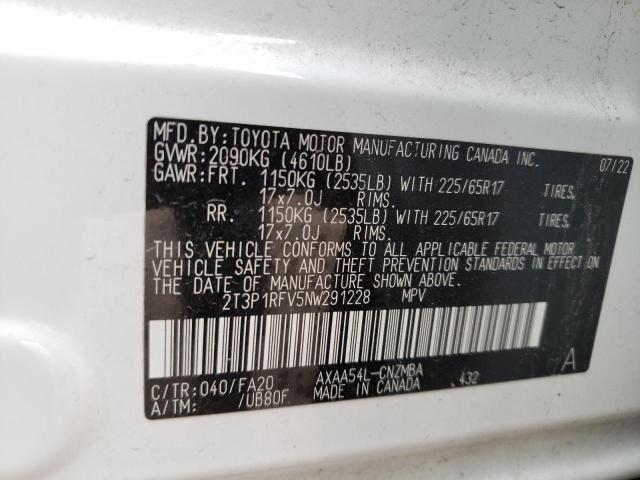 MFD.BY:TOYOTA MOTOR MANUFACTURING CANADA INC. 07/22
GVWR:2090KG (4610LB)
GAWR:FRT. 1150KG (2535LB) WITH 225/65R17 TIRES,
17x7.0J RIMS.
RR. 1150KG (2535LB) WITH 225/65R17 TIRES,
17x7.0J RIMS.
THIS VEHICLE CONFORMS TO ALL APPLICABLE FEDERAL MOTOR
VEHICLE SAFETY AND THEFT PREVENTION STANDARDS IN EFFECT ON
THE DATE OF MANUFACTURE SHOWN ABOVE.
2T3P1RFV5NW291228 MPV
C/TR:040/FA20 AXAA54L-CNZMBA 432 A
A/TM: /UB80F MADE IN CANADA